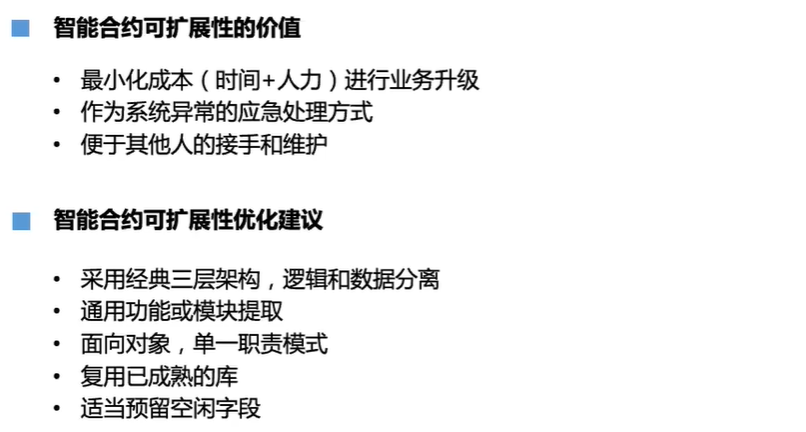 智能合约可扩展性的价值
• 最小化成本（时间+人力）进行业务升级
• 作为系统异常的应急处理方式
• 便于其他人的接手和维护
智能合约可扩展性优化建议
• 采用经典三层架构，逻辑和数据分离
• 通用功能或模块提取
• 面向对象，单一职责模式
• 复用已成熟的库
• 适当预留空闲字段